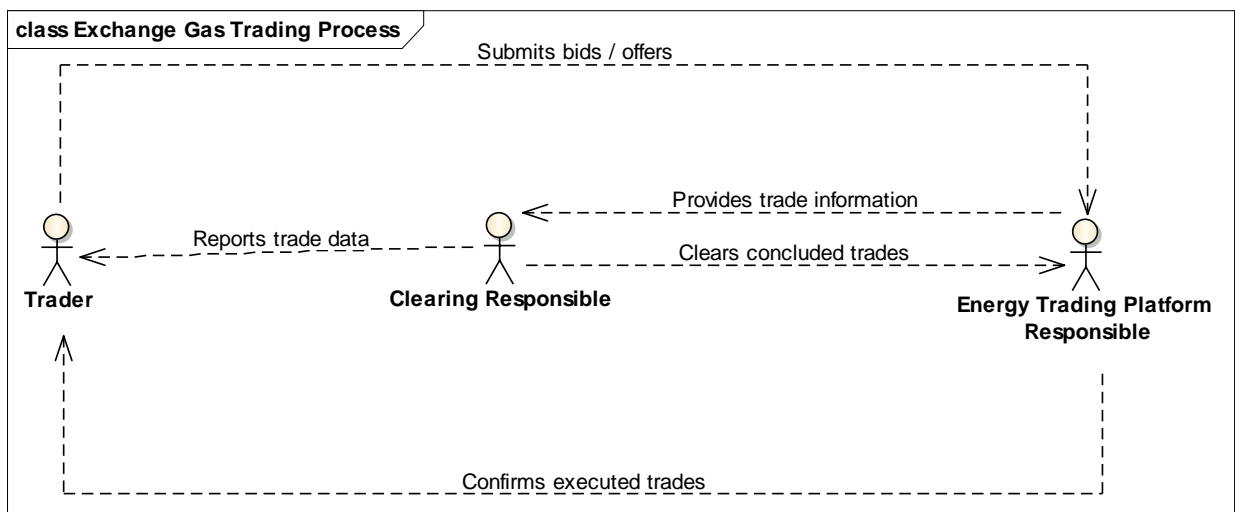 class Exchange Gas Trading Process
Submits bids / offers
Provides trade information
Reports trade data
Clears concluded trades
Trader
Clearing Responsible
Energy Trading Platform
Responsible
Confirms executed trades